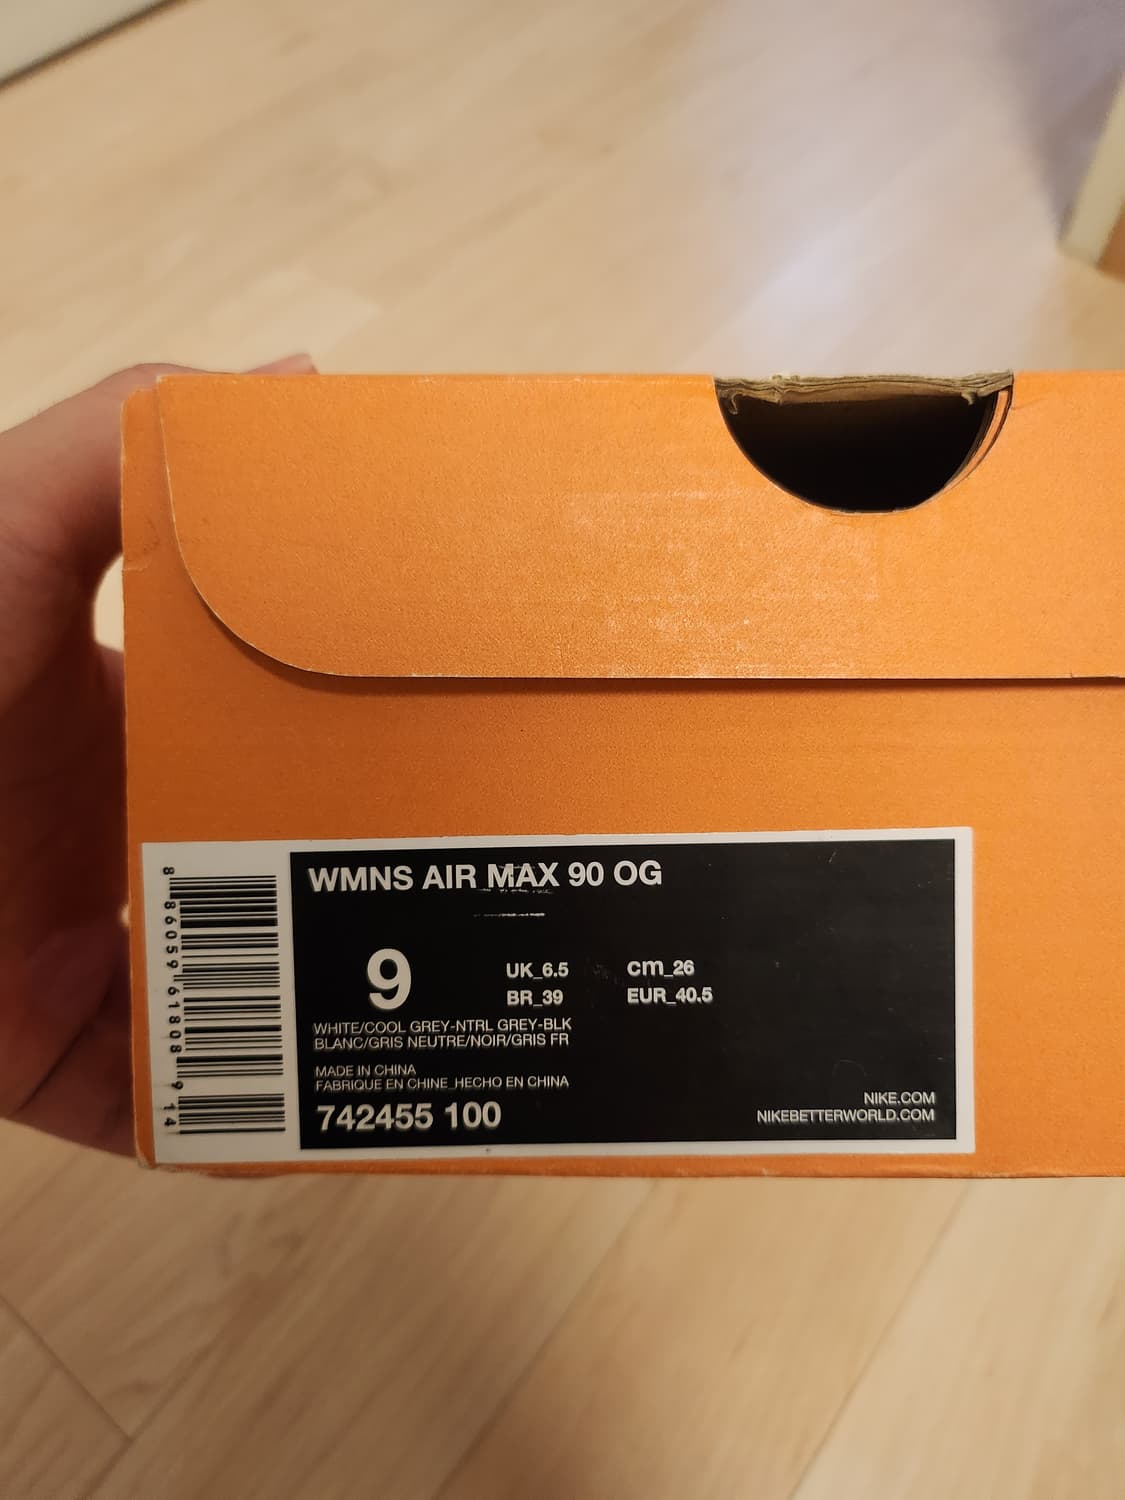 WMNS AIR MAX 90 OG
9
UK_6.5 cm_26
BR_39 EUR_40.5
WHITE/COOL GREY-NTRL GREY-BLK
BLANC/GRIS NEUTRE/NOIR/GRIS FR
MADE IN CHINA
FABRIQUE EN CHINE_HECHO EN CHINA
742455 100
NIKE.COM
NIKEBETTERWORLD.COM
8 86059 61808 9 14